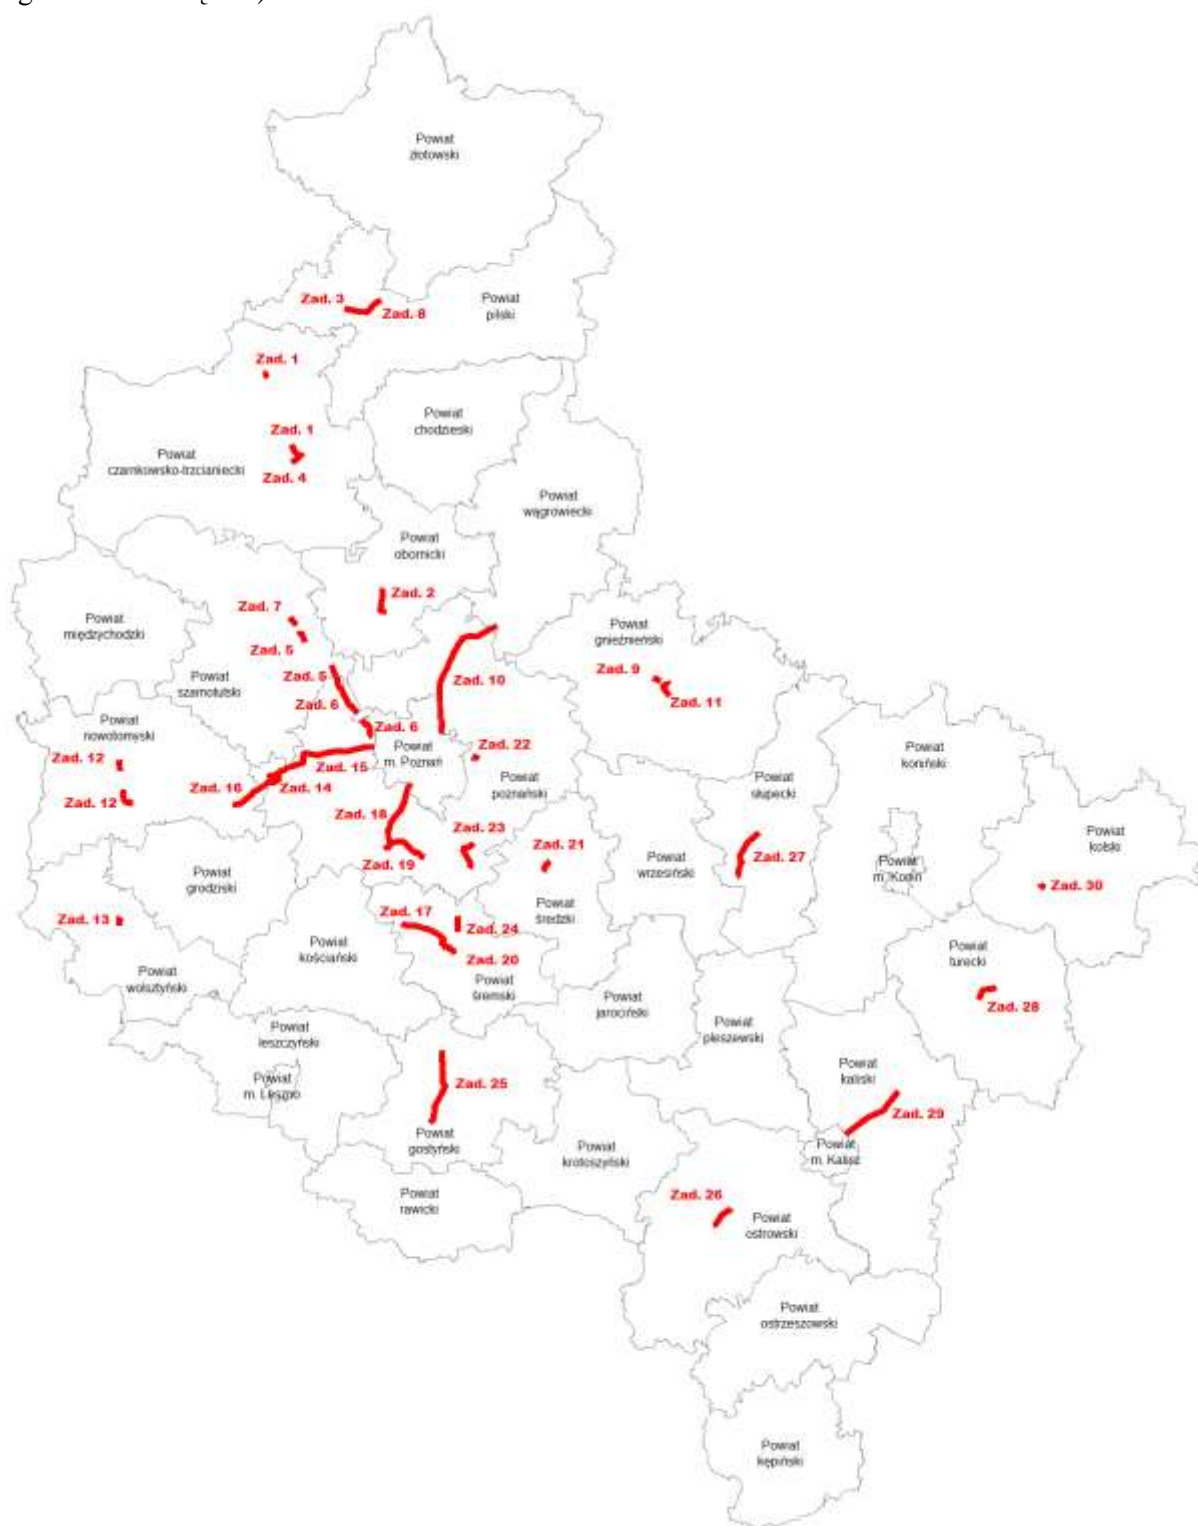 Powiat
złotowski
Zad. 3
Zad. 8
Powiat
pilski
Zad. 1
Zad. 1
Powiat
chodzieski
Powiat
czarnkowsko-trzcianecki
Zad. 4
Powiat
wągrowiecki
Powiat
obornicki
Zad. 2
Zad. 7
Powiat
międzychodzki
Powiat
gnieźnieński
Zad. 5
Powiat
szamotulski
Zad. 5
Zad. 10
Zad. 9
Zad. 11
Zad. 6
Zad. 6
Powiat
nowotomyski
Zad. 12
Zad. 15
Powiat
m. Poznań
Zad. 22
Powiat
koniński
Zad. 16
Zad. 14
Powiat
poznański
Powiat
słupecki
Zad. 12
Zad. 18
Zad. 23
Zad. 21
Powiat
kolski
Zad. 19
Powiat
wrzesiński
Zad. 27
Powiat
m. Konin
Powiat
grodziski
Zad. 30
Zad. 13
Zad. 17
Powiat
średzki
Zad. 24
Powiat
kościański
Zad. 20
Powiat
turecki
Powiat
wolsztyński
Powiat
śremski
Powiat
jarociński
Zad. 28
Powiat
leszczyński
Powiat
pleszewski
Powiat
m. Leszno
Zad. 25
Powiat
kaliski
Zad. 29
Powiat
gostyński
Powiat
krotoszyński
Powiat
m. Kalisz
Powiat
rawicki
Zad. 26
Powiat
ostrowski
Powiat
ostrzeszowski
Powiat
kępiński